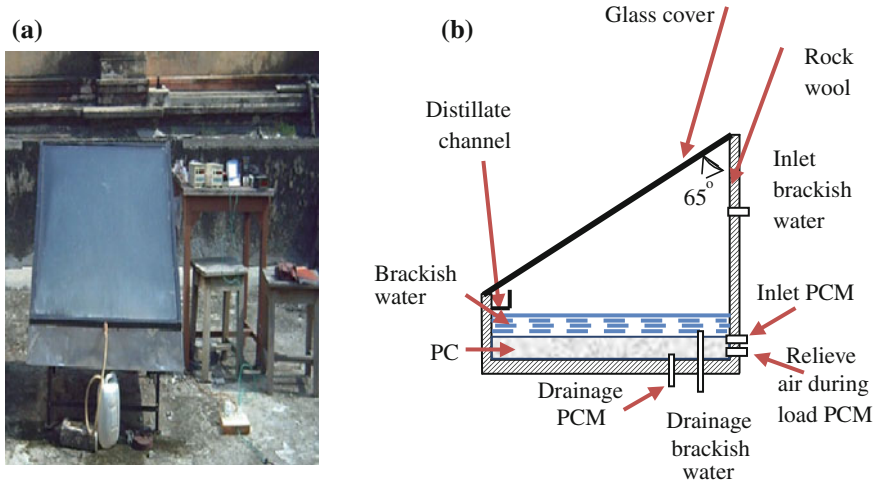 (a)
(b)
Glass cover
Rock
wool
Distillate
channel
65°
Inlet
brackish
water
Brackish
water
Inlet PCM
PC
Relieve
air during
load PCM
Drainage
PCM
Drainage
brackish
water